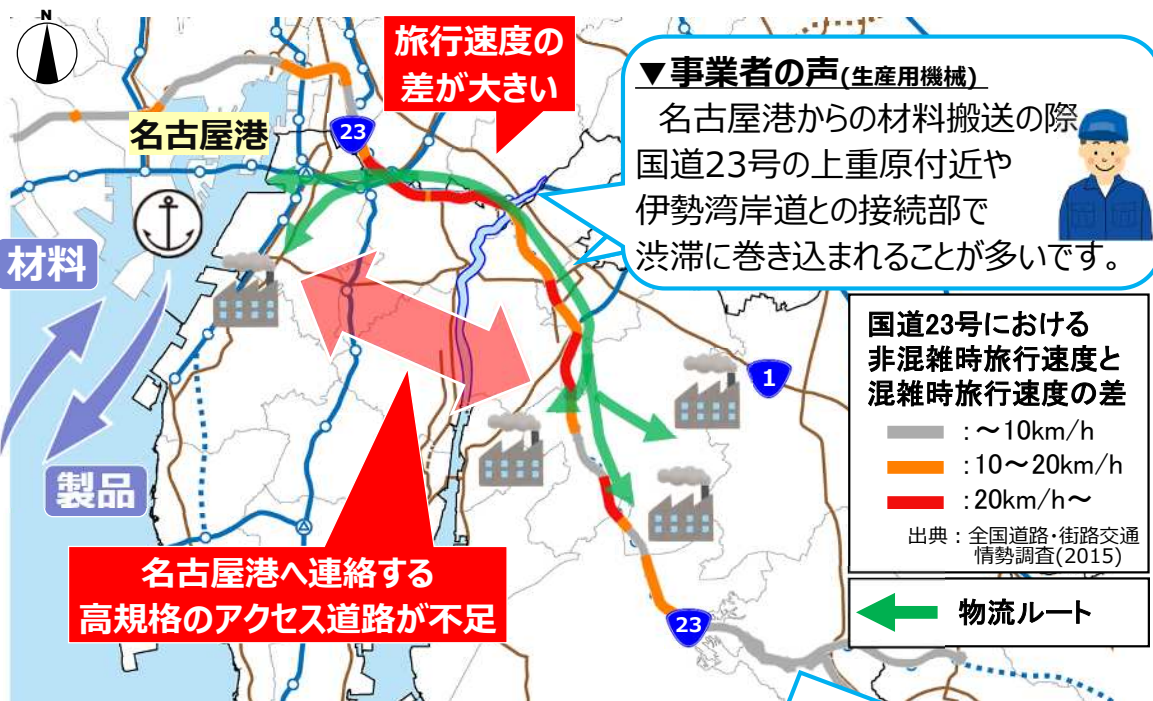 N
旅行速度の
差が大きい
▼事業者の声(生産用機械)
名古屋港からの材料搬送の際
国道23号の上重原付近や
伊勢湾岸道との接続部で
渋滞に巻き込まれることが多いです。
名古屋港
23
材料
製品
1
国道23号における
非混雑時旅行速度と
混雑時旅行速度の差
:~10km/h
:10~20km/h
:20km/h~
出典:全国道路・街路交通
情勢調査(2015)
物流ルート
名古屋港へ連絡する
高規格のアクセス道路が不足
23